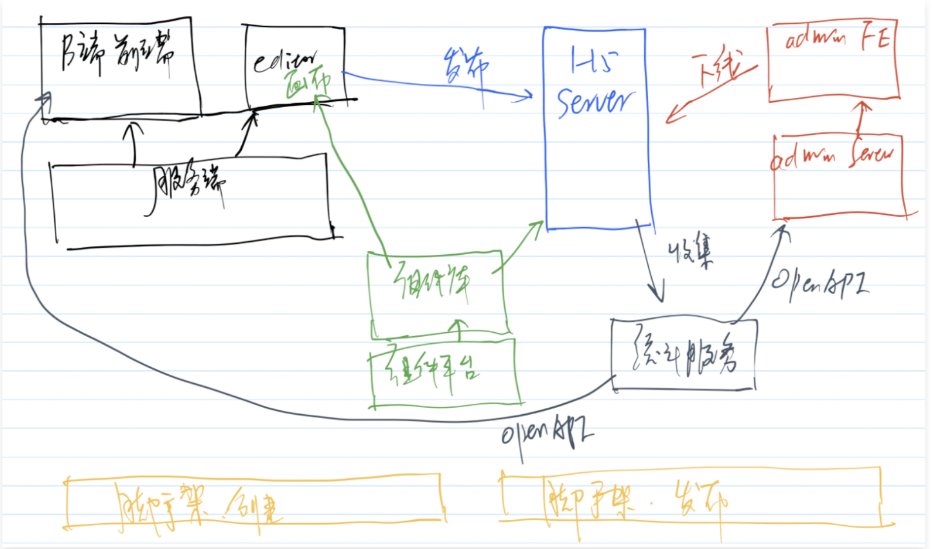 B端前端
editor
画布
发布
H5
server
下线
admin FE
admin server
服务端
收集
OpenAPI
组件库
组件平台
统计服务
OpenAPI
脚手架.创建
脚手架.发布